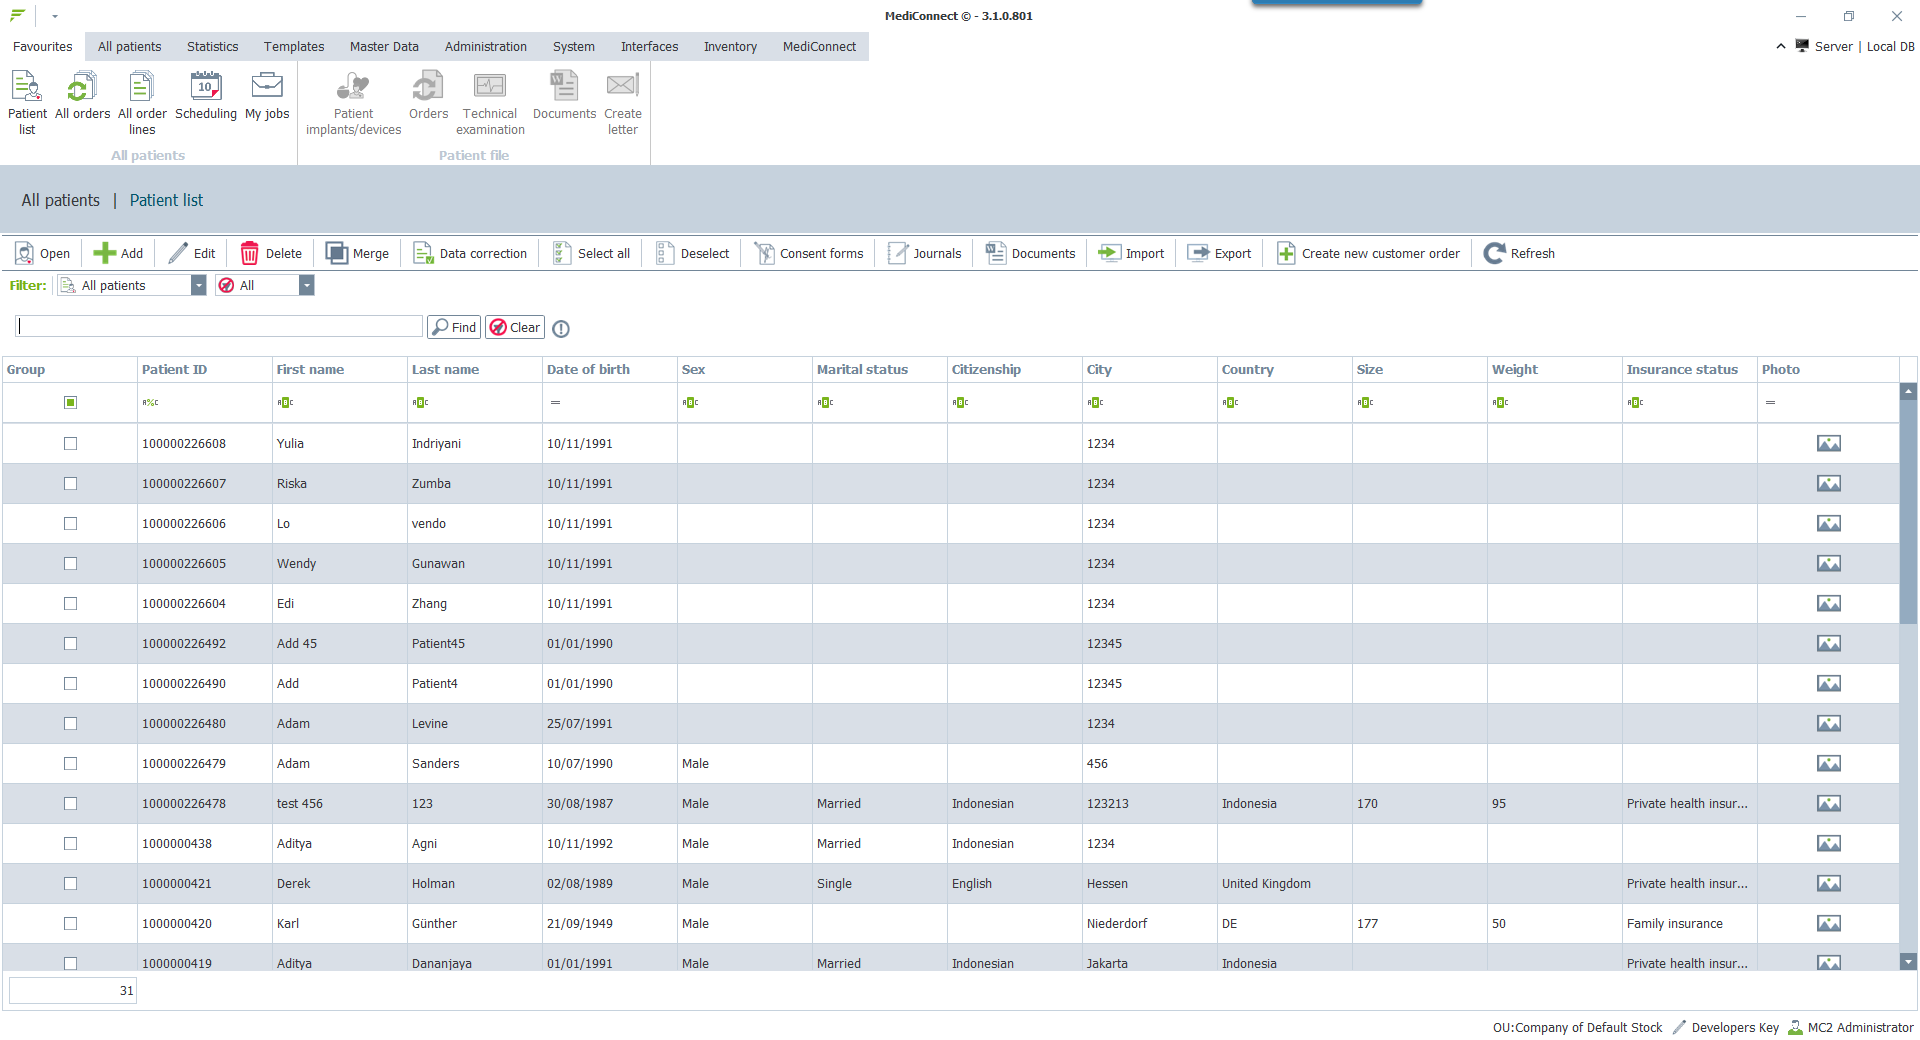 MediConnect © - 3.1.0.801
Favourites All patients Statistics Templates Master Data Administration System Interfaces Inventory MediConnect
Server | Local DB
Patient list
All orders
All order lines
10
Scheduling
My jobs
Patient implants/devices
Orders
Technical examination
Documents
Create letter
All patients
Patient file
All patients | Patient list
Open Add Edit Delete Merge Data correction Select all Deselect Consent forms Journals Documents Import Export Create new customer order Refresh
Filter: All patients All
Find Clear
Group Patient ID First name Last name Date of birth Sex Marital status Citizenship City Country Size Weight Insurance status Photo
100000226608 Yulia Indriyani 10/11/1991 1234
100000226607 Riska Zumba 10/11/1991 1234
100000226606 Lo vendo 10/11/1991 1234
100000226605 Wendy Gunawan 10/11/1991 1234
100000226604 Edi Zhang 10/11/1991 1234
100000226492 Add 45 Patient45 01/01/1990 12345
100000226490 Add Patient4 01/01/1990 12345
100000226480 Adam Levine 25/07/1991 1234
100000226479 Adam Sanders 10/07/1990 Male 456
100000226478 test 456 123 30/08/1987 Male Married Indonesian 123213 Indonesia 170 95 Private health insur...
1000000438 Aditya Agni 10/11/1992 Male Married Indonesian 1234
1000000421 Derek Holman 02/08/1989 Male Single English Hessen United Kingdom Private health insur...
1000000420 Karl Günther 21/09/1949 Male Niederdorf DE 177 50 Family insurance
1000000419 Aditya Dananjaya 01/01/1991 Male Married Indonesian Jakarta Indonesia Private health insur...
31
OU:Company of Default Stock Developers Key MC2 Administrator